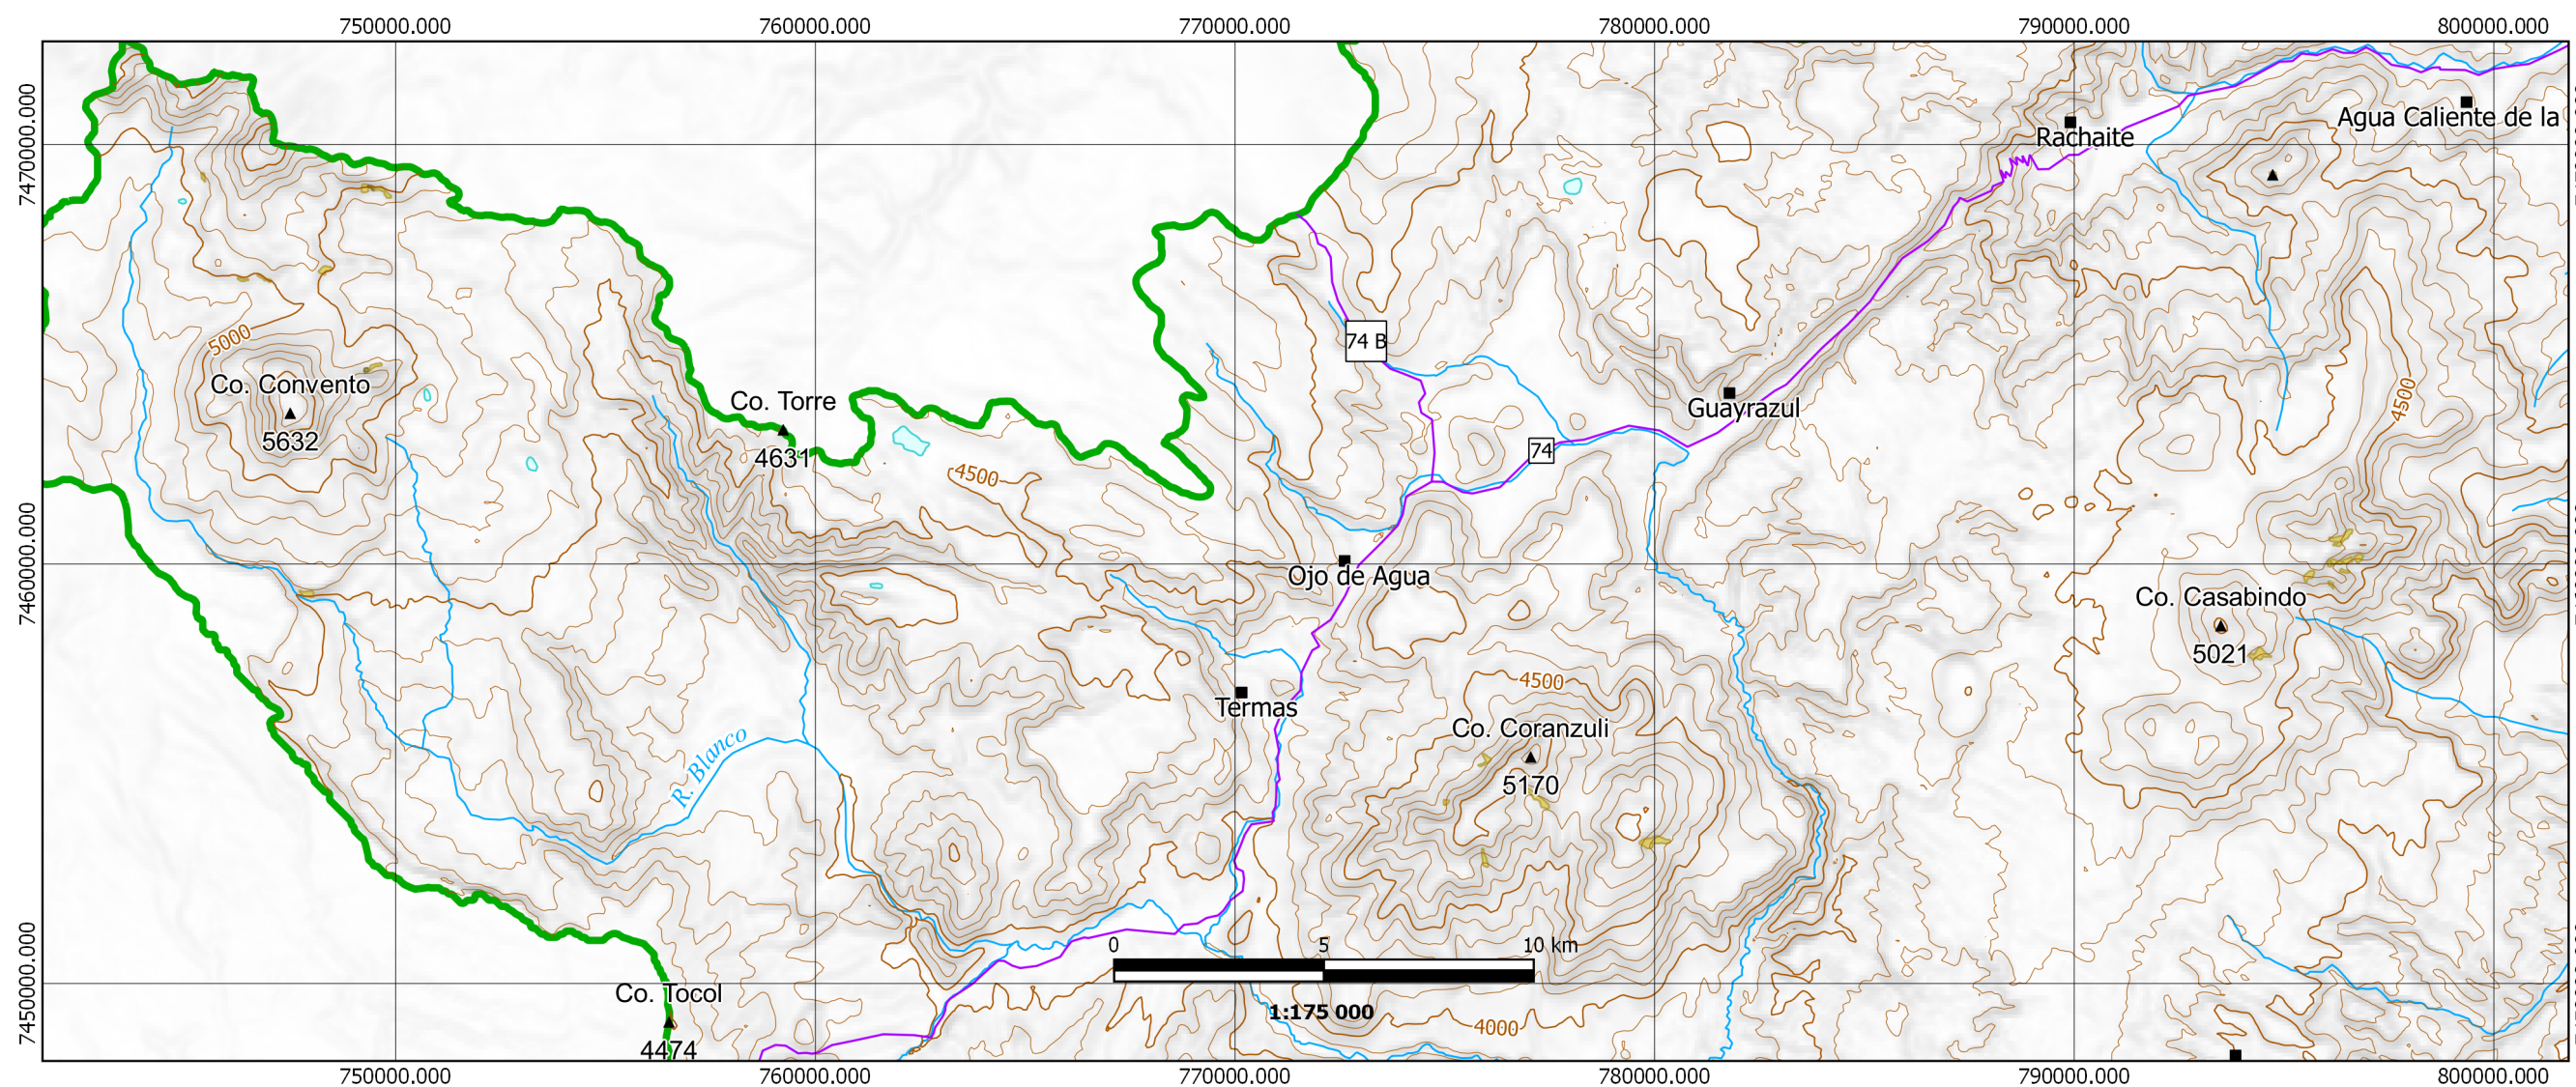 750000.000
760000.000
770000.000
780000.000
790000.000
800000.000
7470000.000
7460000.000
7450000.000
Agua Caliente de la
Rachaite
5000
74 B
Co. Convento
5632
Co. Torre
4631
Guayrazul
4500
74
4500
Ojo de Agua
Co. Casabindo
5021
4500
Termas
Co. Coranzuli
5170
R. Blanco
0 5 10 km
1:175 000
Co. Tocol
4474
4000
750000.000
760000.000
770000.000
780000.000
790000.000
800000.000